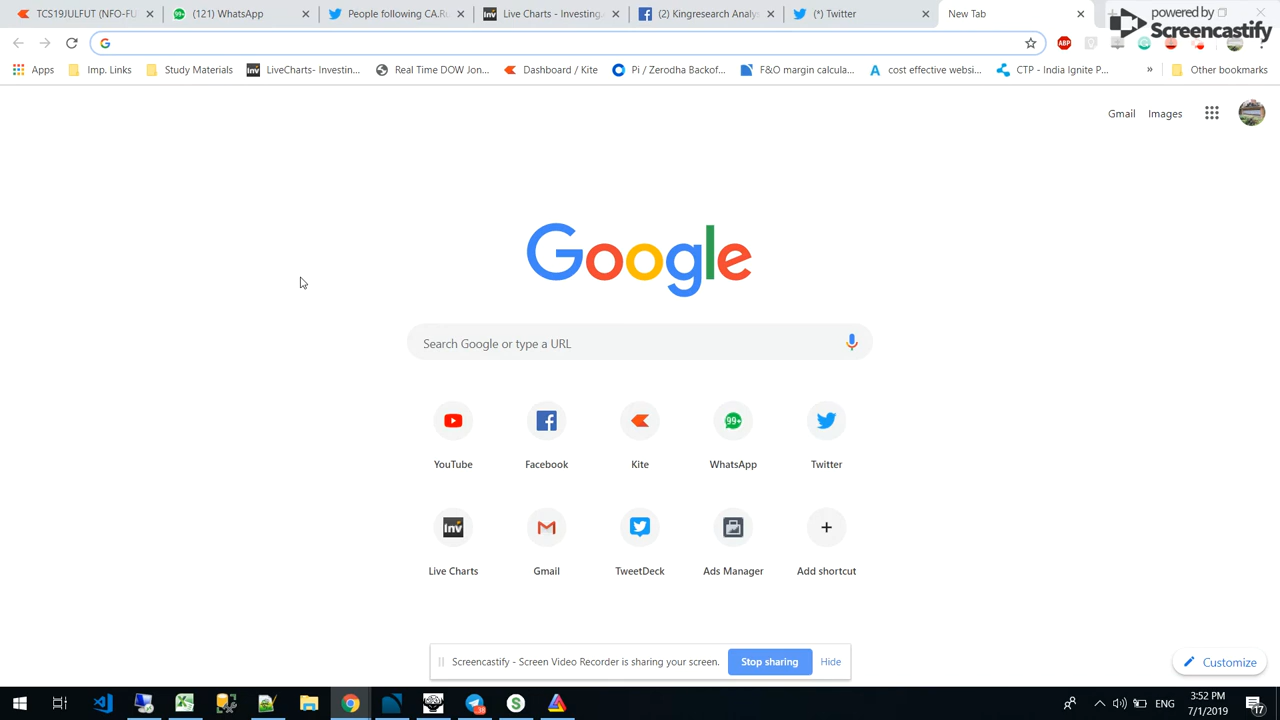 TCS19JULFUT (NFO-FU
(121) WhatsApp
People following CA.RU
Live Charts - Investing.
(2) Kingresearch Analy
(*) Twitter
New Tab
powered by
Screencastify
Apps
Imp. Links
Study Materials
LiveCharts- Investin...
Real Time DOW Jon...
Dashboard / Kite
Pi / Zerodha Backof...
F&O margin calcula...
cost effective websi...
CTP - India Ignite P...
»
Other bookmarks
Gmail
Images
Google
Search Google or type a URL
YouTube
Facebook
Kite
99+
WhatsApp
Twitter
Inv
Live Charts
Gmail
TweetDeck
Ads Manager
Add shortcut
Screencastify - Screen Video Recorder is sharing your screen.
Stop sharing
Hide
Customize
ENG
3:52 PM
7/1/2019
17